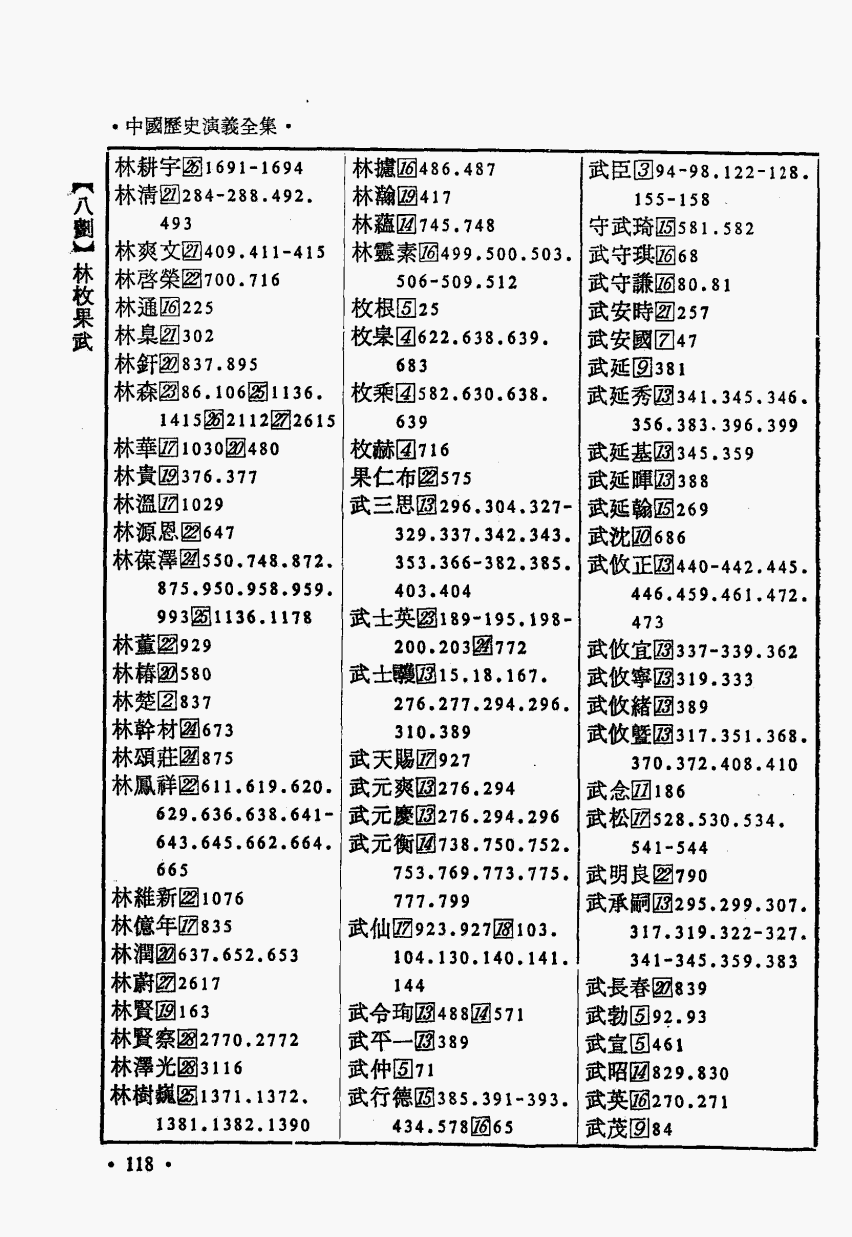 •中國歷史演義全集•
【八劃】林枚果武
林耕宇26 1691-1694
林清21 284-288.492.
493
林爽文21 409.411-415
林啓榮22 700.716
林通16 225
林臯21 302
林釬20 837.895
林森23 86.106 25 1136.
1415 26 2112 27 2615
林華17 1030 20 480
林貴19 376.377
林溫17 1029
林源恩22 647
林葆澤24 550.748.872.
875.950.958.959.
993 25 1136.1178
林董22 929
林椿20 580
林楚2 837
林幹材24 673
林頌莊24 875
林鳳祥22 611.619.620.
629.636.638.641-
643.645.662.664.
665
林維新22 1076
林億年17 835
林潤20 637.652.653
林蔚27 2617
林賢19 163
林賢察28 2770.2772
林澤光28 3116
林樹巍25 1371.1372.
1381.1382.1390
林攄16 486.487
林瀚19 417
林蘊14 745.748
林靈素16 499.500.503.
506-509.512
枚根5 25
枚臯4 622.638.639.
683
枚乘4 582.630.638.
639
枚赫4 716
果仁布22 575
武三思13 296.304.327-
329.337.342.343.
353.366-382.385.
403.404
武士英23 189-195.198-
200.203 24 772
武士彠13 15.18.167.
276.277.294.296.
310.389
武天賜17 927
武元爽13 276.294
武元慶13 276.294.296
武元衡14 738.750.752.
753.769.773.775.
777.799
武仙17 923.927 18 103.
104.130.140.141.
144
武令珣13 488 14 571
武平一13 389
武仲5 71
武行德15 385.391-393.
434.578 16 65
武臣3 94-98.122-128.
155-158
守武琦15 581.582
武守琪16 68
武守謙16 80.81
武安時21 257
武安國7 47
武延9 381
武延秀13 341.345.346.
356.383.396.399
武延基13 345.359
武延暉13 388
武延翰15 269
武沈10 686
武攸正13 440-442.445.
446.459.461.472.
473
武攸宜13 337-339.362
武攸寧13 319.333
武攸緒13 389
武攸暨13 317.351.368.
370.372.408.410
武念11 186
武松17 528.530.534.
541-544
武明良22 790
武承嗣13 295.299.307.
317.319.322-327.
341-345.359.383
武長春20 839
武勃5 92.93
武宣5 461
武昭14 829.830
武英16 270.271
武茂9 84
•118•